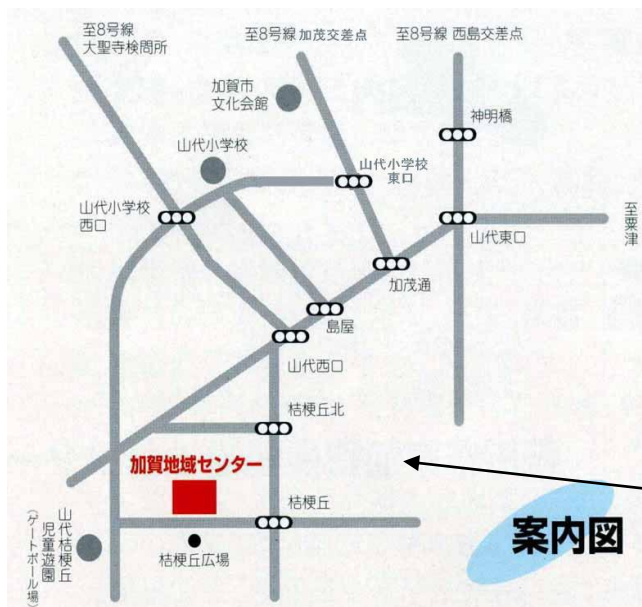 至8号線
大聖寺検問所
至8号線 加茂交差点
至8号線 西島交差点
加賀市
文化会館
神明橋
山代小学校
山代小学校
東口
山代小学校
西口
至粟津
山代東口
加茂通
島屋
山代西口
桔梗丘北
加賀地域センター
桔梗丘
山代桔梗丘
児童遊園
(ゲートボール場)
桔梗丘広場
案内図